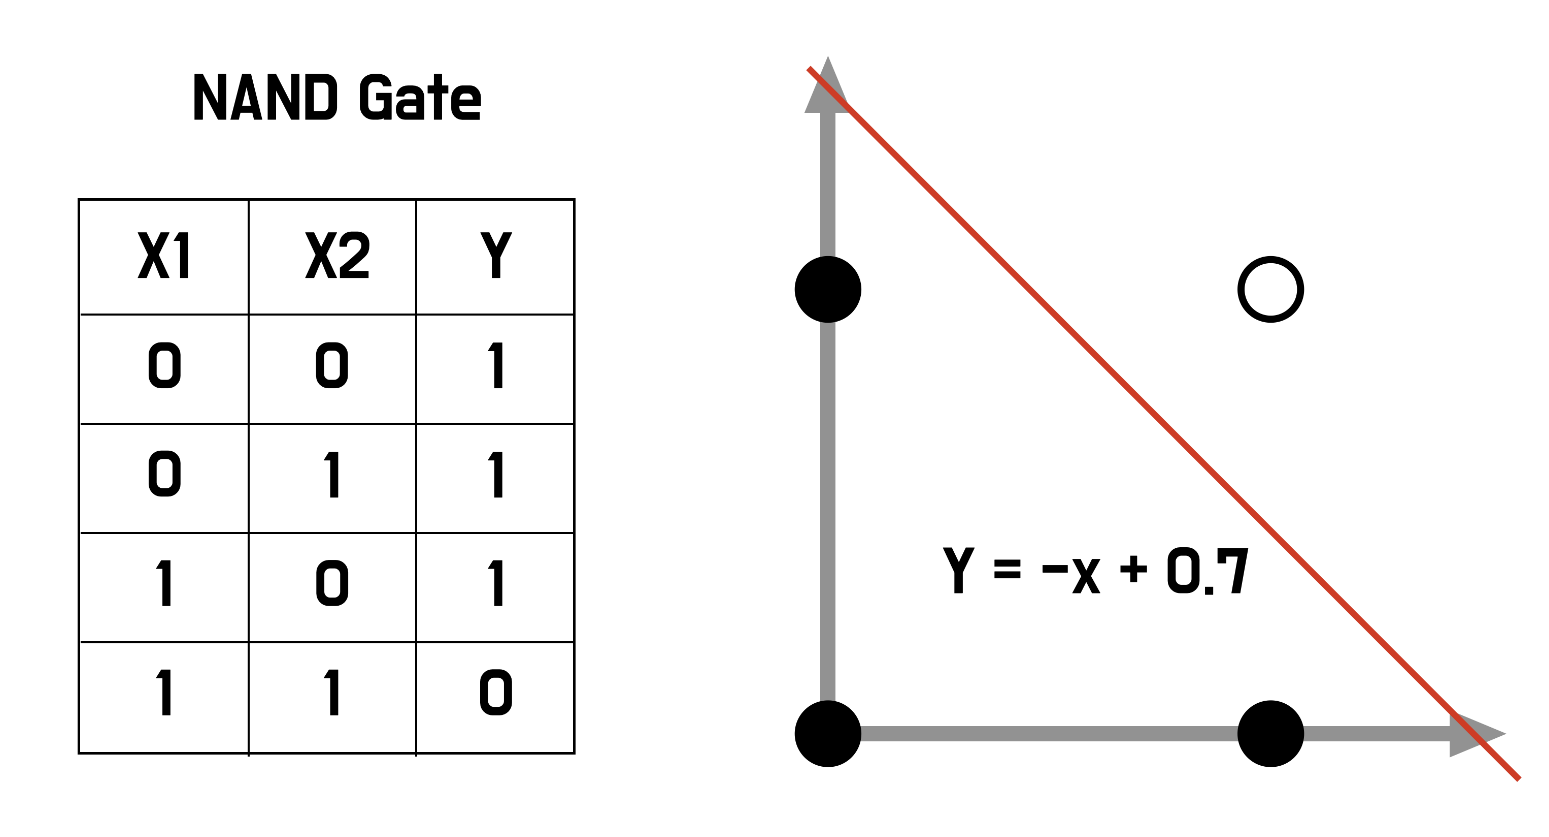 NAND Gate
X1 X2 Y
0 0 1
0 1 1
1 0 1
1 1 0
Y = -x + 0.7